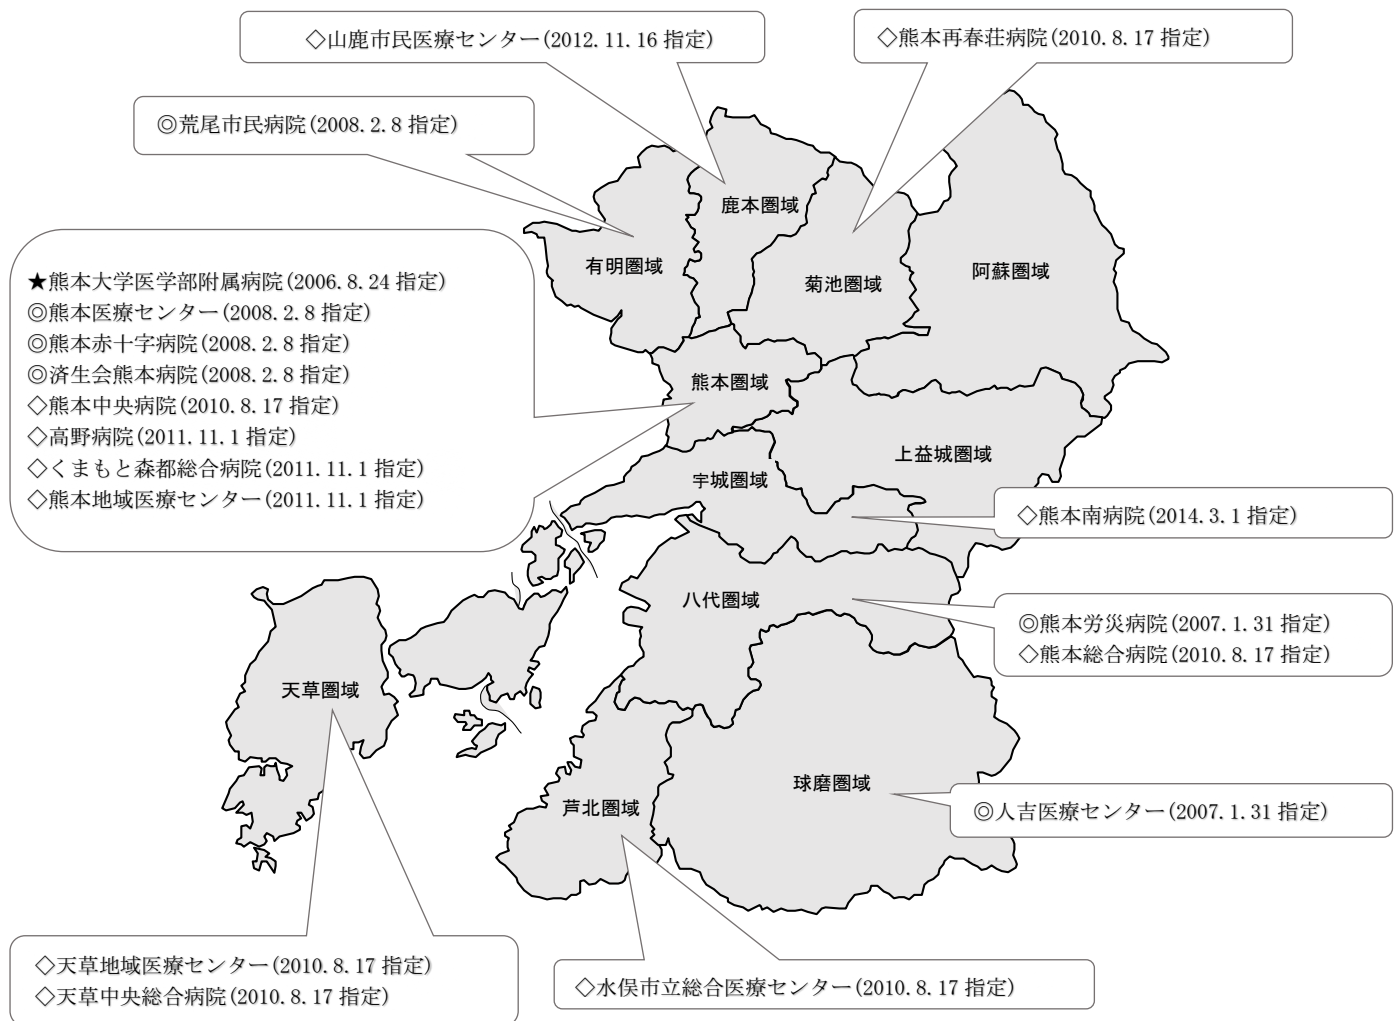 ◇山鹿市民医療センター(2012.11.16 指定)
◇熊本再春荘病院(2010.8.17 指定)
◎荒尾市民病院(2008.2.8 指定)
鹿本圏域
有明圏域
菊池圏域
阿蘇圏域
★熊本大学医学部附属病院(2006.8.24 指定)
◎熊本医療センター(2008.2.8 指定)
◎熊本赤十字病院(2008.2.8 指定)
◎済生会熊本病院(2008.2.8 指定)
◇熊本中央病院(2010.8.17 指定)
◇高野病院(2011.11.1 指定)
◇くまもと森都総合病院(2011.11.1 指定)
◇熊本地域医療センター(2011.11.1 指定)
熊本圏域
上益城圏域
宇城圏域
◇熊本南病院(2014.3.1 指定)
八代圏域
◎熊本労災病院(2007.1.31 指定)
◇熊本総合病院(2010.8.17 指定)
天草圏域
球磨圏域
芦北圏域
◎人吉医療センター(2007.1.31 指定)
◇天草地域医療センター(2010.8.17 指定)
◇天草中央総合病院(2010.8.17 指定)
◇水俣市立総合医療センター(2010.8.17 指定)